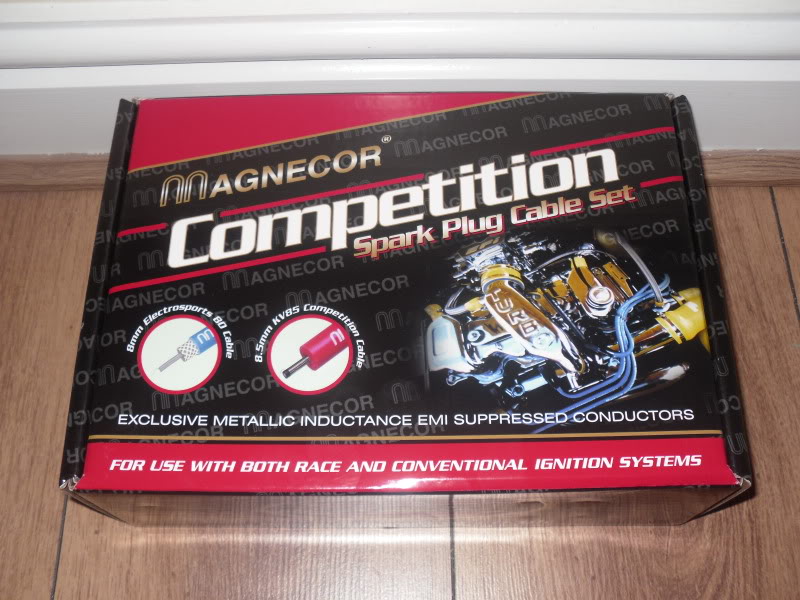 MAGNECOR®
Competition
Spark Plug Cable Set
8mm Electrosports 80 Cable
8.5mm KV85 Competition Cable
TURBO
EXCLUSIVE METALLIC INDUCTANCE EMI SUPPRESSED CONDUCTORS
FOR USE WITH BOTH RACE AND CONVENTIONAL IGNITION SYSTEMS